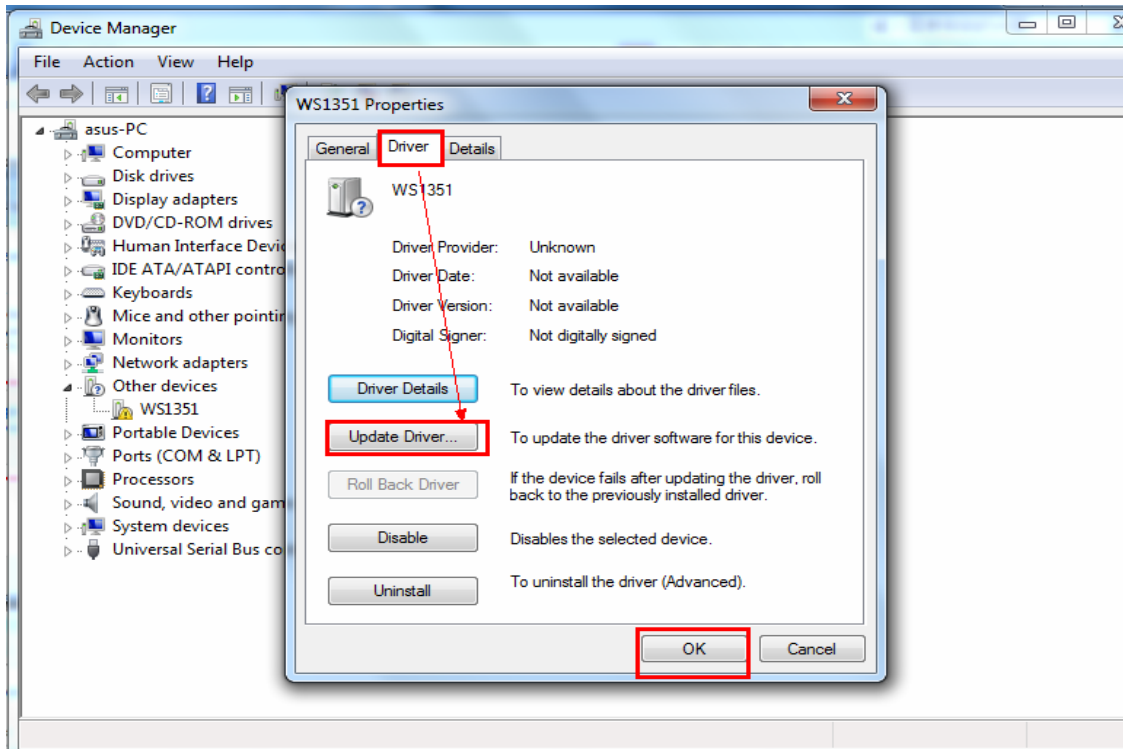 Device Manager
File Action View Help
asus-PC
Computer
Disk drives
Display adapters
DVD/CD-ROM drives
Human Interface Devi
IDE ATA/ATAPI contro
Keyboards
Mice and other pointin
Monitors
Network adapters
Other devices
WS1351
Portable Devices
Ports (COM & LPT)
Processors
Sound, video and gam
System devices
Universal Serial Bus co
WS1351 Properties
General Driver Details
WS1351
Driver Provider: Unknown
Driver Date: Not available
Driver Version: Not available
Digital Signer: Not digitally signed
Driver Details To view details about the driver files.
Update Driver... To update the driver software for this device.
Roll Back Driver If the device fails after updating the driver, roll
back to the previously installed driver.
Disable Disables the selected device.
Uninstall To uninstall the driver (Advanced).
OK Cancel